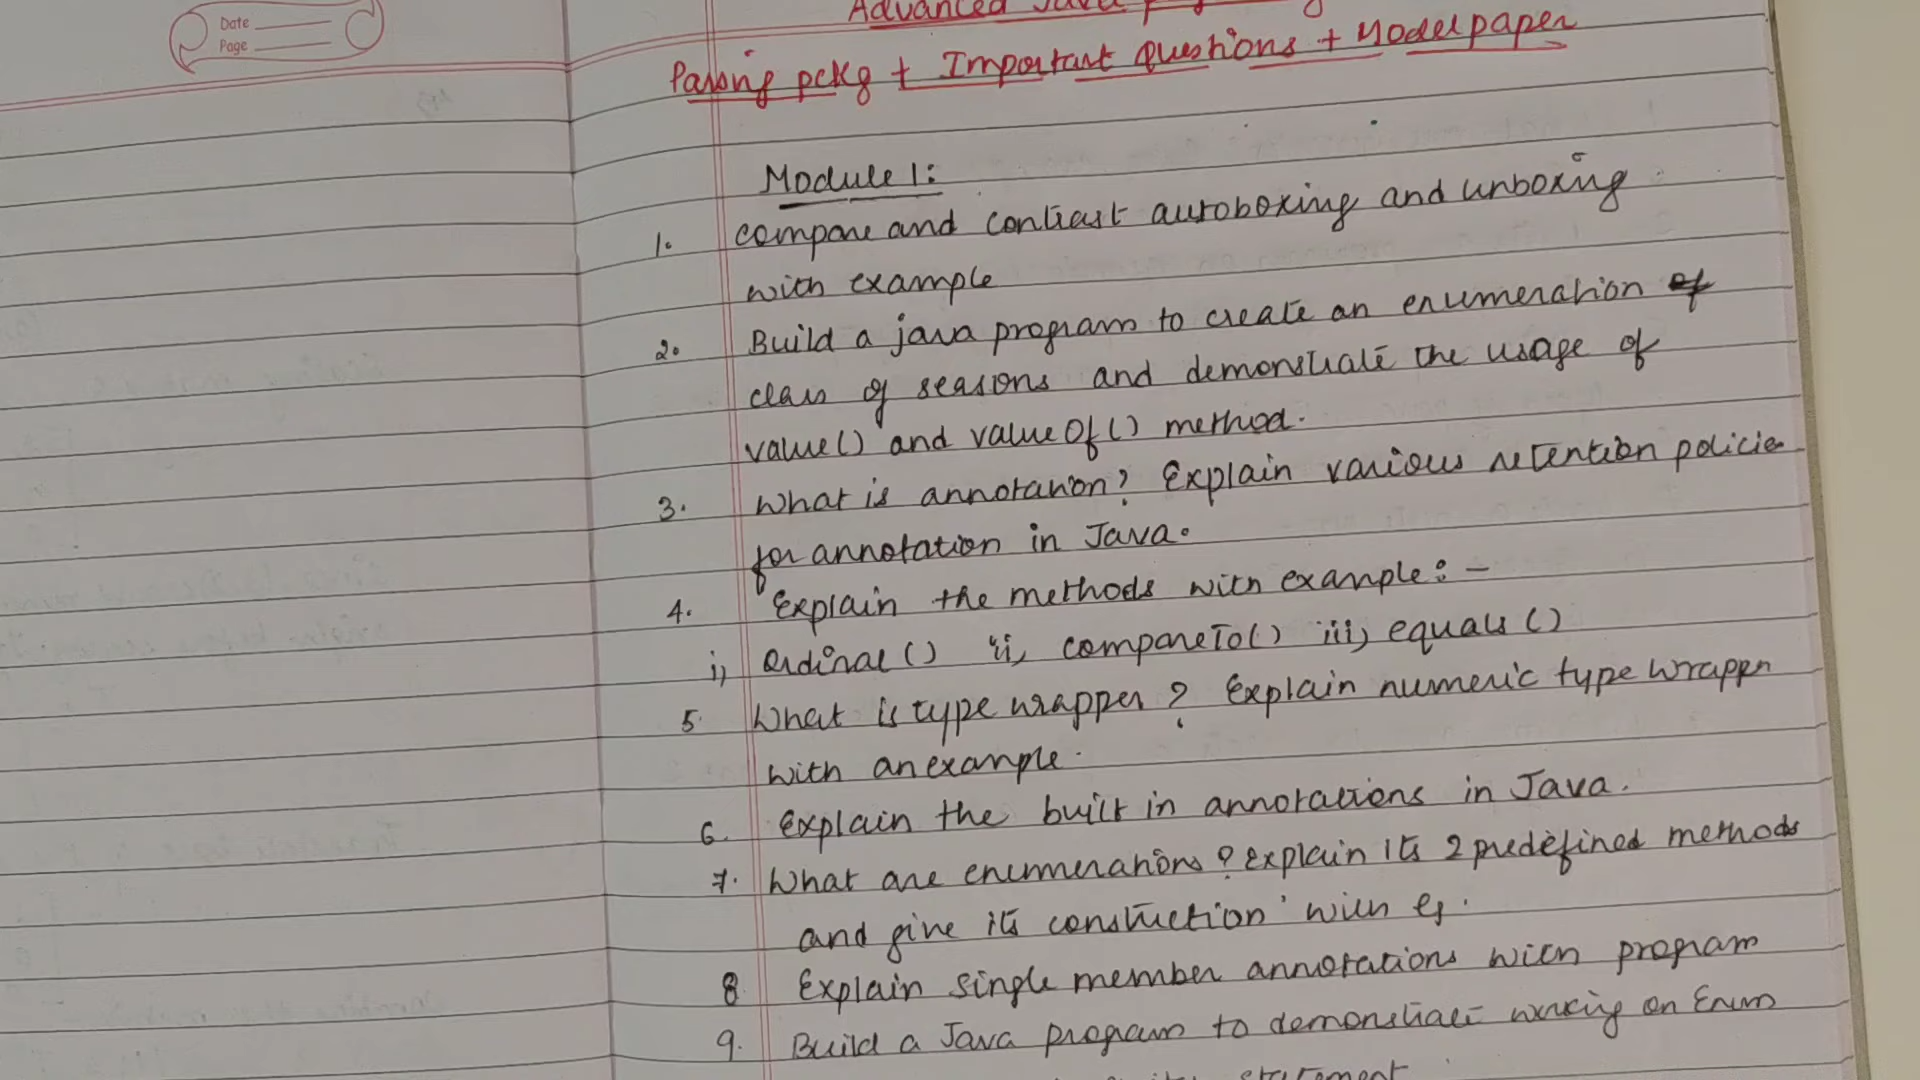 Date
Page
Advanced Java
Passing pckg + Important Questions + Model paper
Module 1:
1. compare and contrast autoboxing and unboxing
with example
2. Build a java program to create an enumeration of
class of seasons and demonstrate the usage of
value() and valueOf() method.
3. What is annotation? Explain various retention policie
for annotation in Java.
4. Explain the methods with example: -
i, ordinal() ii, compareTo() iii, equals()
5. What is type wrapper? Explain numeric type wrapper
with an example.
6. Explain the built in annotations in Java.
7. What are enumerations? explain its 2 predefined methods
and give its construction with eg.
8 Explain single member annotations with program
9. Build a Java program to demonstrate working on Enum
statement